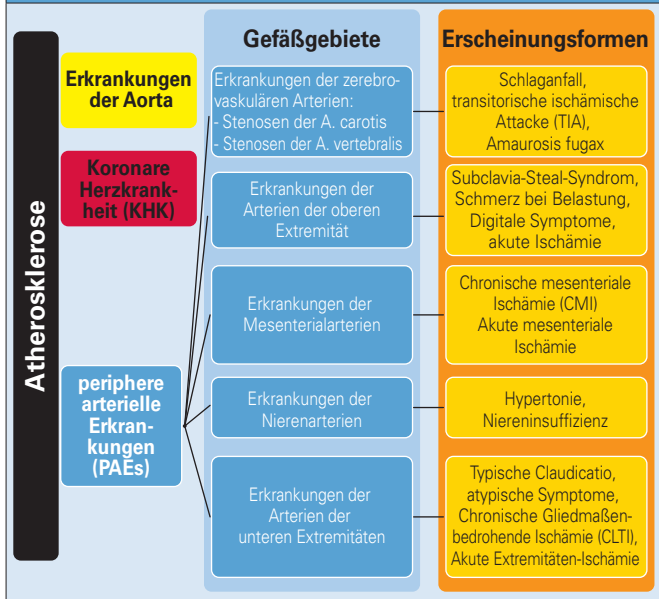 Atherosklerose
Erkrankungen
der Aorta
Koronare
Herzkrank-
heit (KHK)
periphere
arterielle
Erkran-
kungen
(PAEs)
Gefäßgebiete
Erkrankungen der zerebro-
vaskulären Arterien:
- Stenosen der A. carotis
- Stenosen der A. vertebralis
Erkrankungen der
Arterien der oberen
Extremität
Erkrankungen der
Mesenterialarterien
Erkrankungen der
Nierenarterien
Erkrankungen der
Arterien der
unteren Extremitäten
Erscheinungsformen
Schlaganfall,
transitorische ischämische
Attacke (TIA),
Amaurosis fugax
Subclavia-Steal-Syndrom,
Schmerz bei Belastung,
Digitale Symptome,
akute Ischämie
Chronische mesenteriale
Ischämie (CMI)
Akute mesenteriale
Ischämie
Hypertonie,
Niereninsuffizienz
Typische Claudicatio,
atypische Symptome,
Chronische Gliedmaßen-
bedrohende Ischämie (CLTI),
Akute Extremitäten-Ischämie